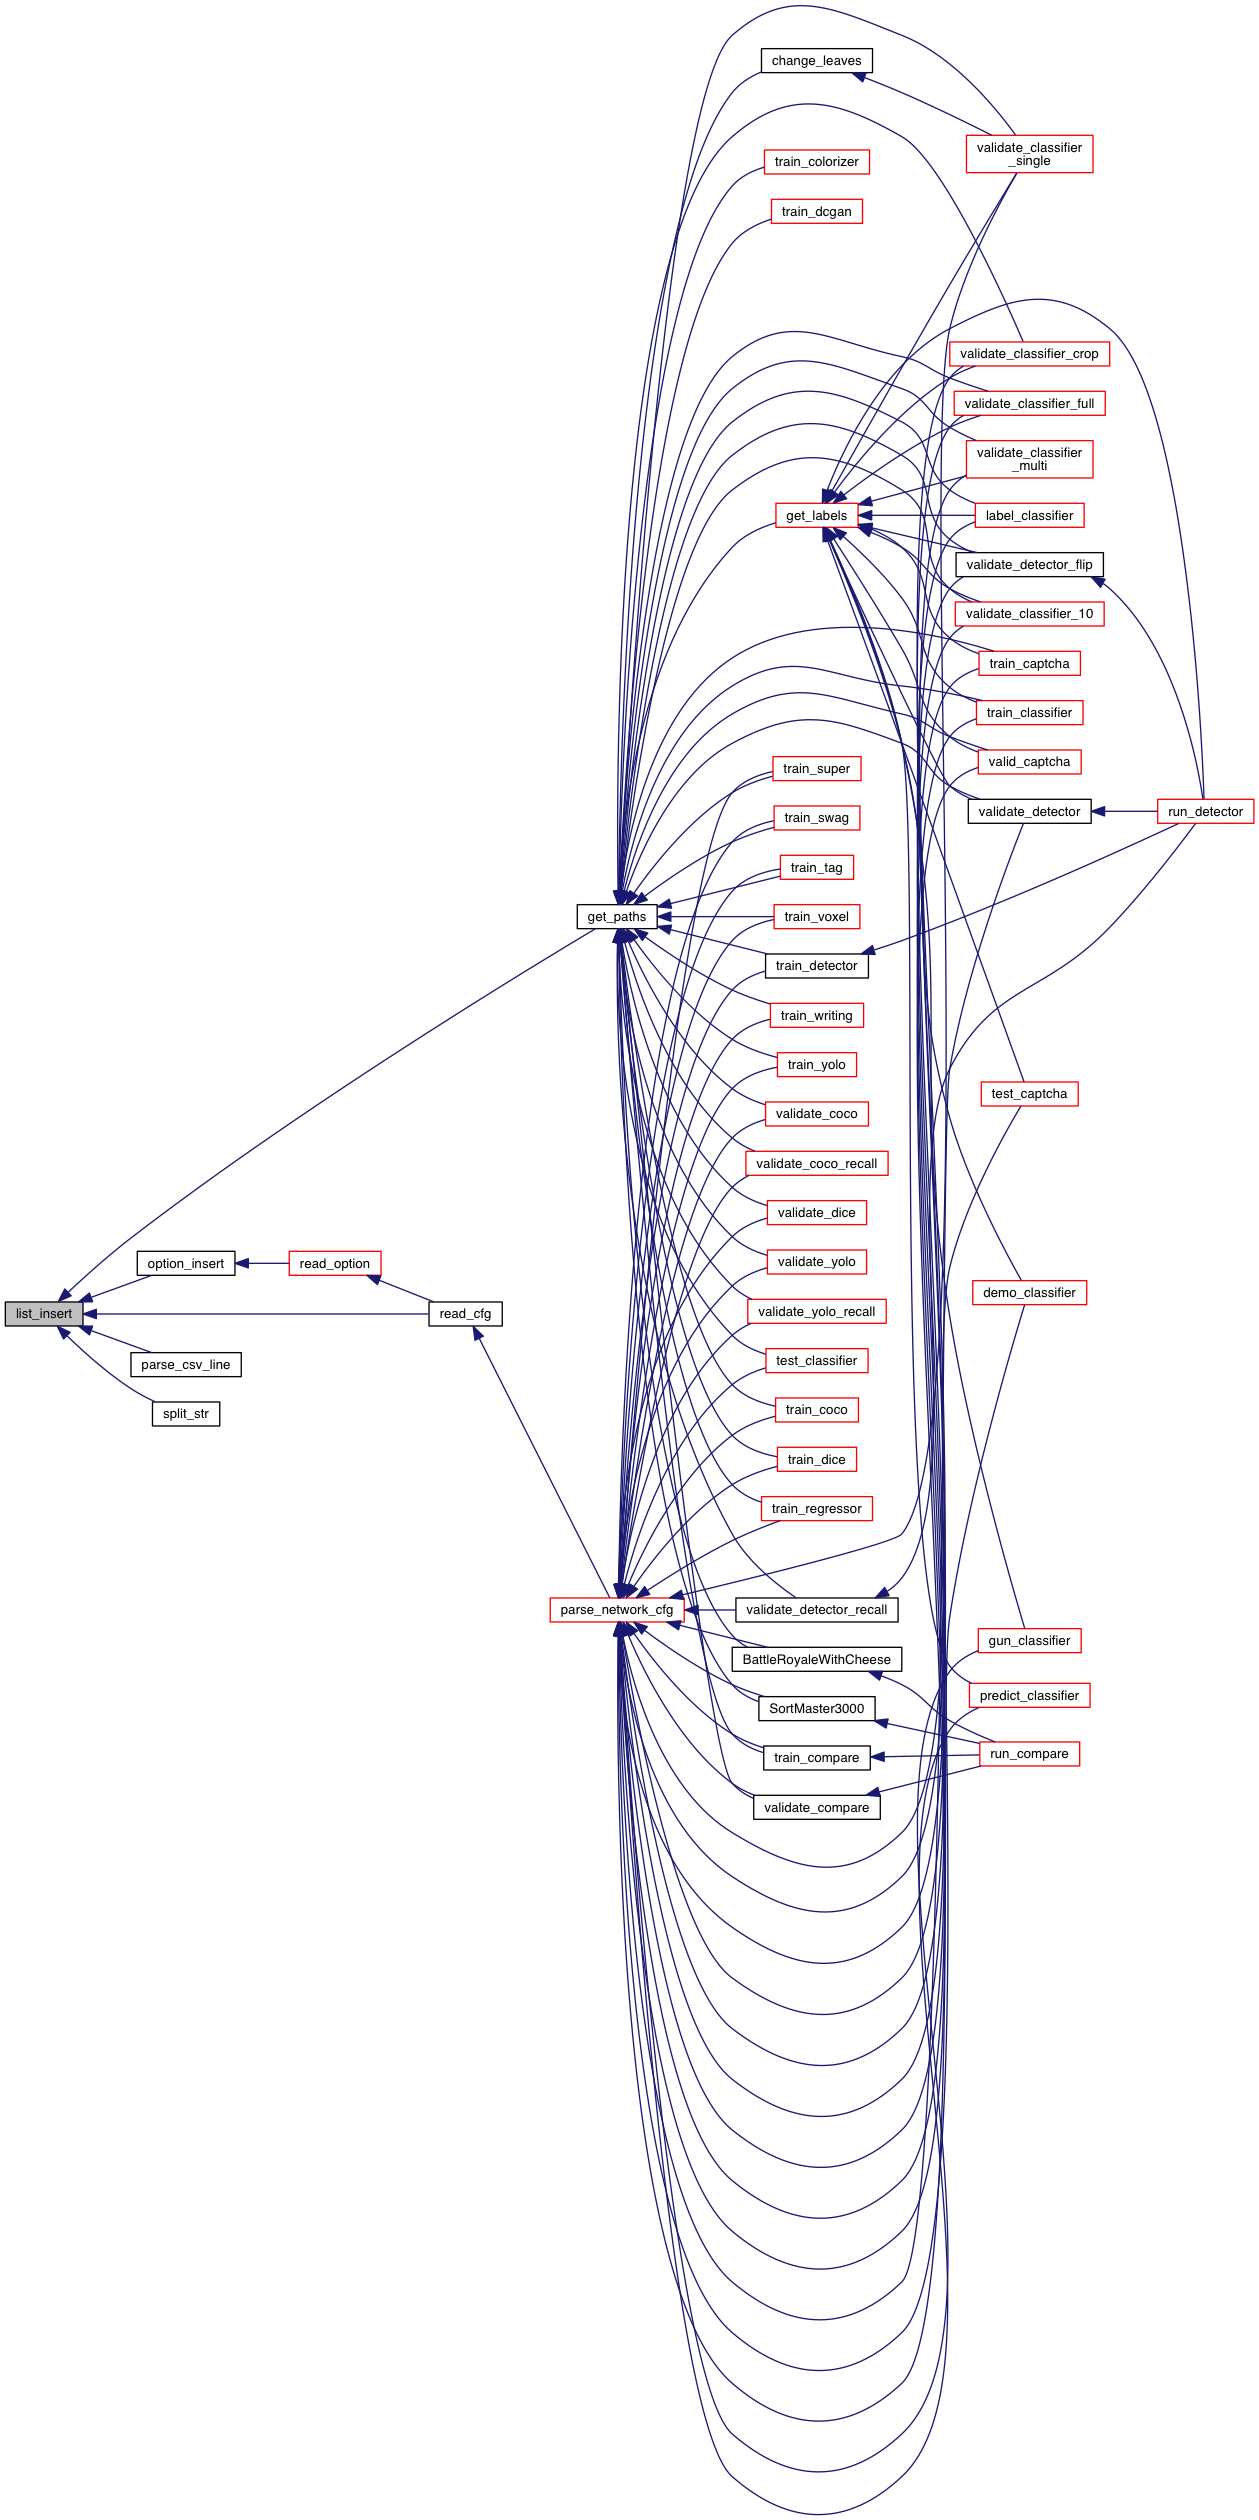 change_leaves
validate_classifier
_single
train_colorizer
train_dcgan
validate_classifier_crop
validate_classifier_full
validate_classifier
_multi
get_labels
label_classifier
validate_detector_flip
validate_classifier_10
train_captcha
train_classifier
valid_captcha
train_super
validate_detector
run_detector
train_swag
train_tag
get_paths
train_voxel
train_detector
train_writing
train_yolo
test_captcha
validate_coco
validate_coco_recall
validate_dice
option_insert
read_option
validate_yolo
demo_classifier
list_insert
read_cfg
validate_yolo_recall
parse_csv_line
test_classifier
split_str
train_coco
train_dice
train_regressor
parse_network_cfg
validate_detector_recall
gun_classifier
BattleRoyaleWithCheese
predict_classifier
SortMaster3000
train_compare
run_compare
validate_compare